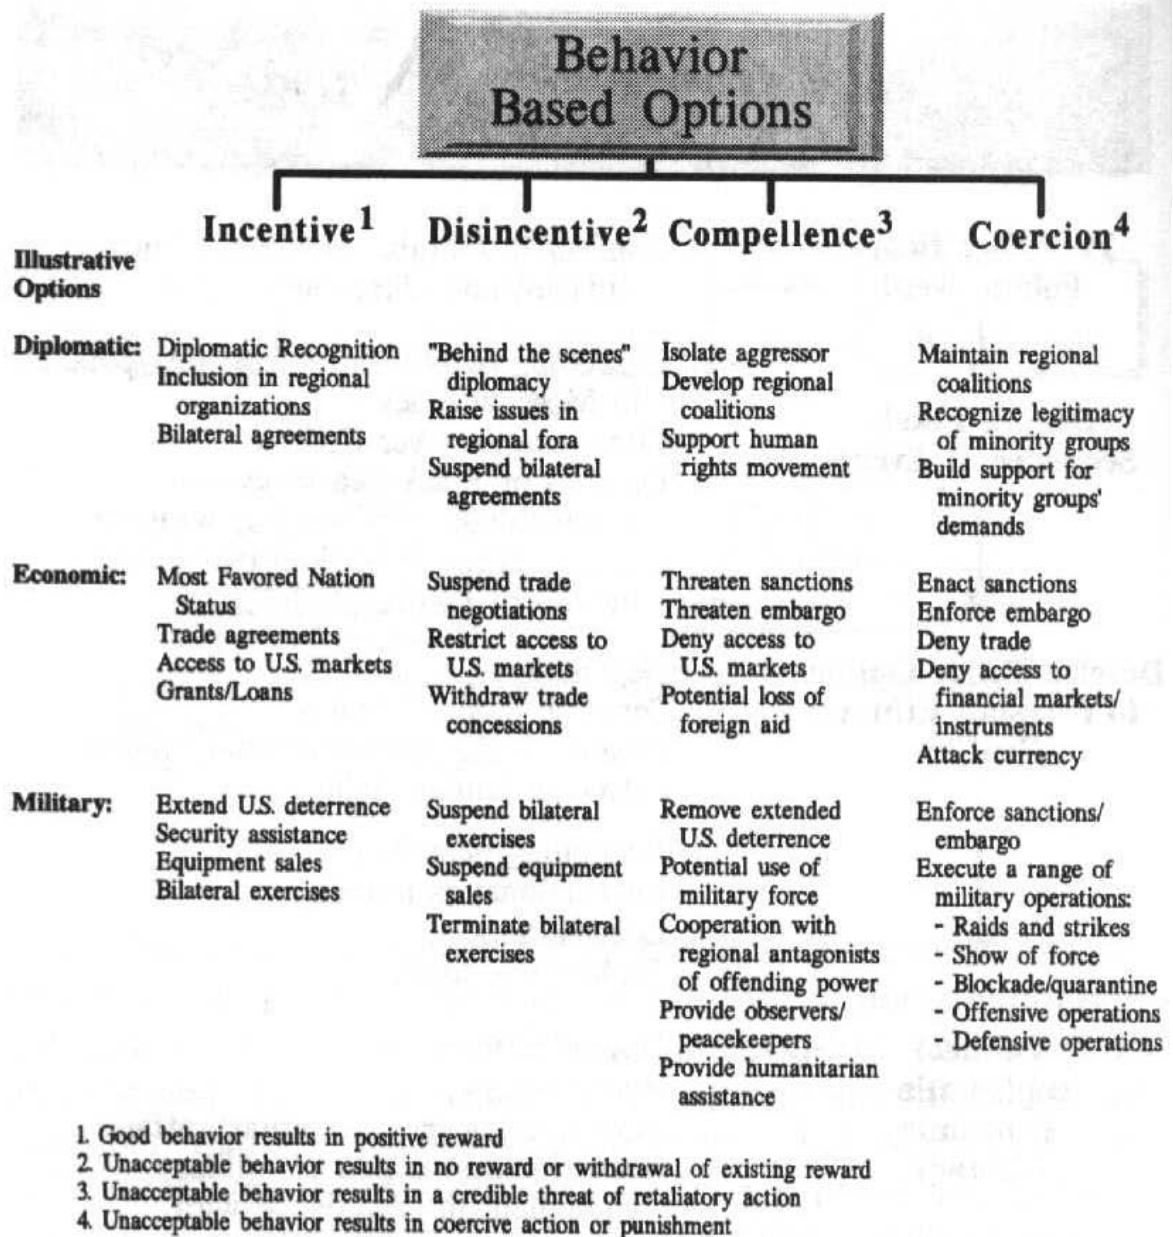 Behavior
Based Options
Incentive1 Disincentive2 Compellence3 Coercion4
Illustrative
Options
Diplomatic:
Diplomatic Recognition
Inclusion in regional
organizations
Bilateral agreements
"Behind the scenes"
diplomacy
Raise issues in
regional fora
Suspend bilateral
agreements
Isolate aggressor
Develop regional
coalitions
Support human
rights movement
Maintain regional
coalitions
Recognize legitimacy
of minority groups
Build support for
minority groups'
demands
Economic:
Most Favored Nation
Status
Trade agreements
Access to U.S. markets
Grants/Loans
Suspend trade
negotiations
Restrict access to
U.S. markets
Withdraw trade
concessions
Threaten sanctions
Threaten embargo
Deny access to
U.S. markets
Potential loss of
foreign aid
Enact sanctions
Enforce embargo
Deny trade
Deny access to
financial markets/
instruments
Attack currency
Military:
Extend U.S. deterrence
Security assistance
Equipment sales
Bilateral exercises
Suspend bilateral
exercises
Suspend equipment
sales
Terminate bilateral
exercises
Remove extended
U.S. deterrence
Potential use of
military force
Cooperation with
regional antagonists
of offending power
Provide observers/
peacekeepers
Provide humanitarian
assistance
Enforce sanctions/
embargo
Execute a range of
military operations:
- Raids and strikes
- Show of force
- Blockade/quarantine
- Offensive operations
- Defensive operations
1. Good behavior results in positive reward
2. Unacceptable behavior results in no reward or withdrawal of existing reward
3. Unacceptable behavior results in a credible threat of retaliatory action
4. Unacceptable behavior results in coercive action or punishment